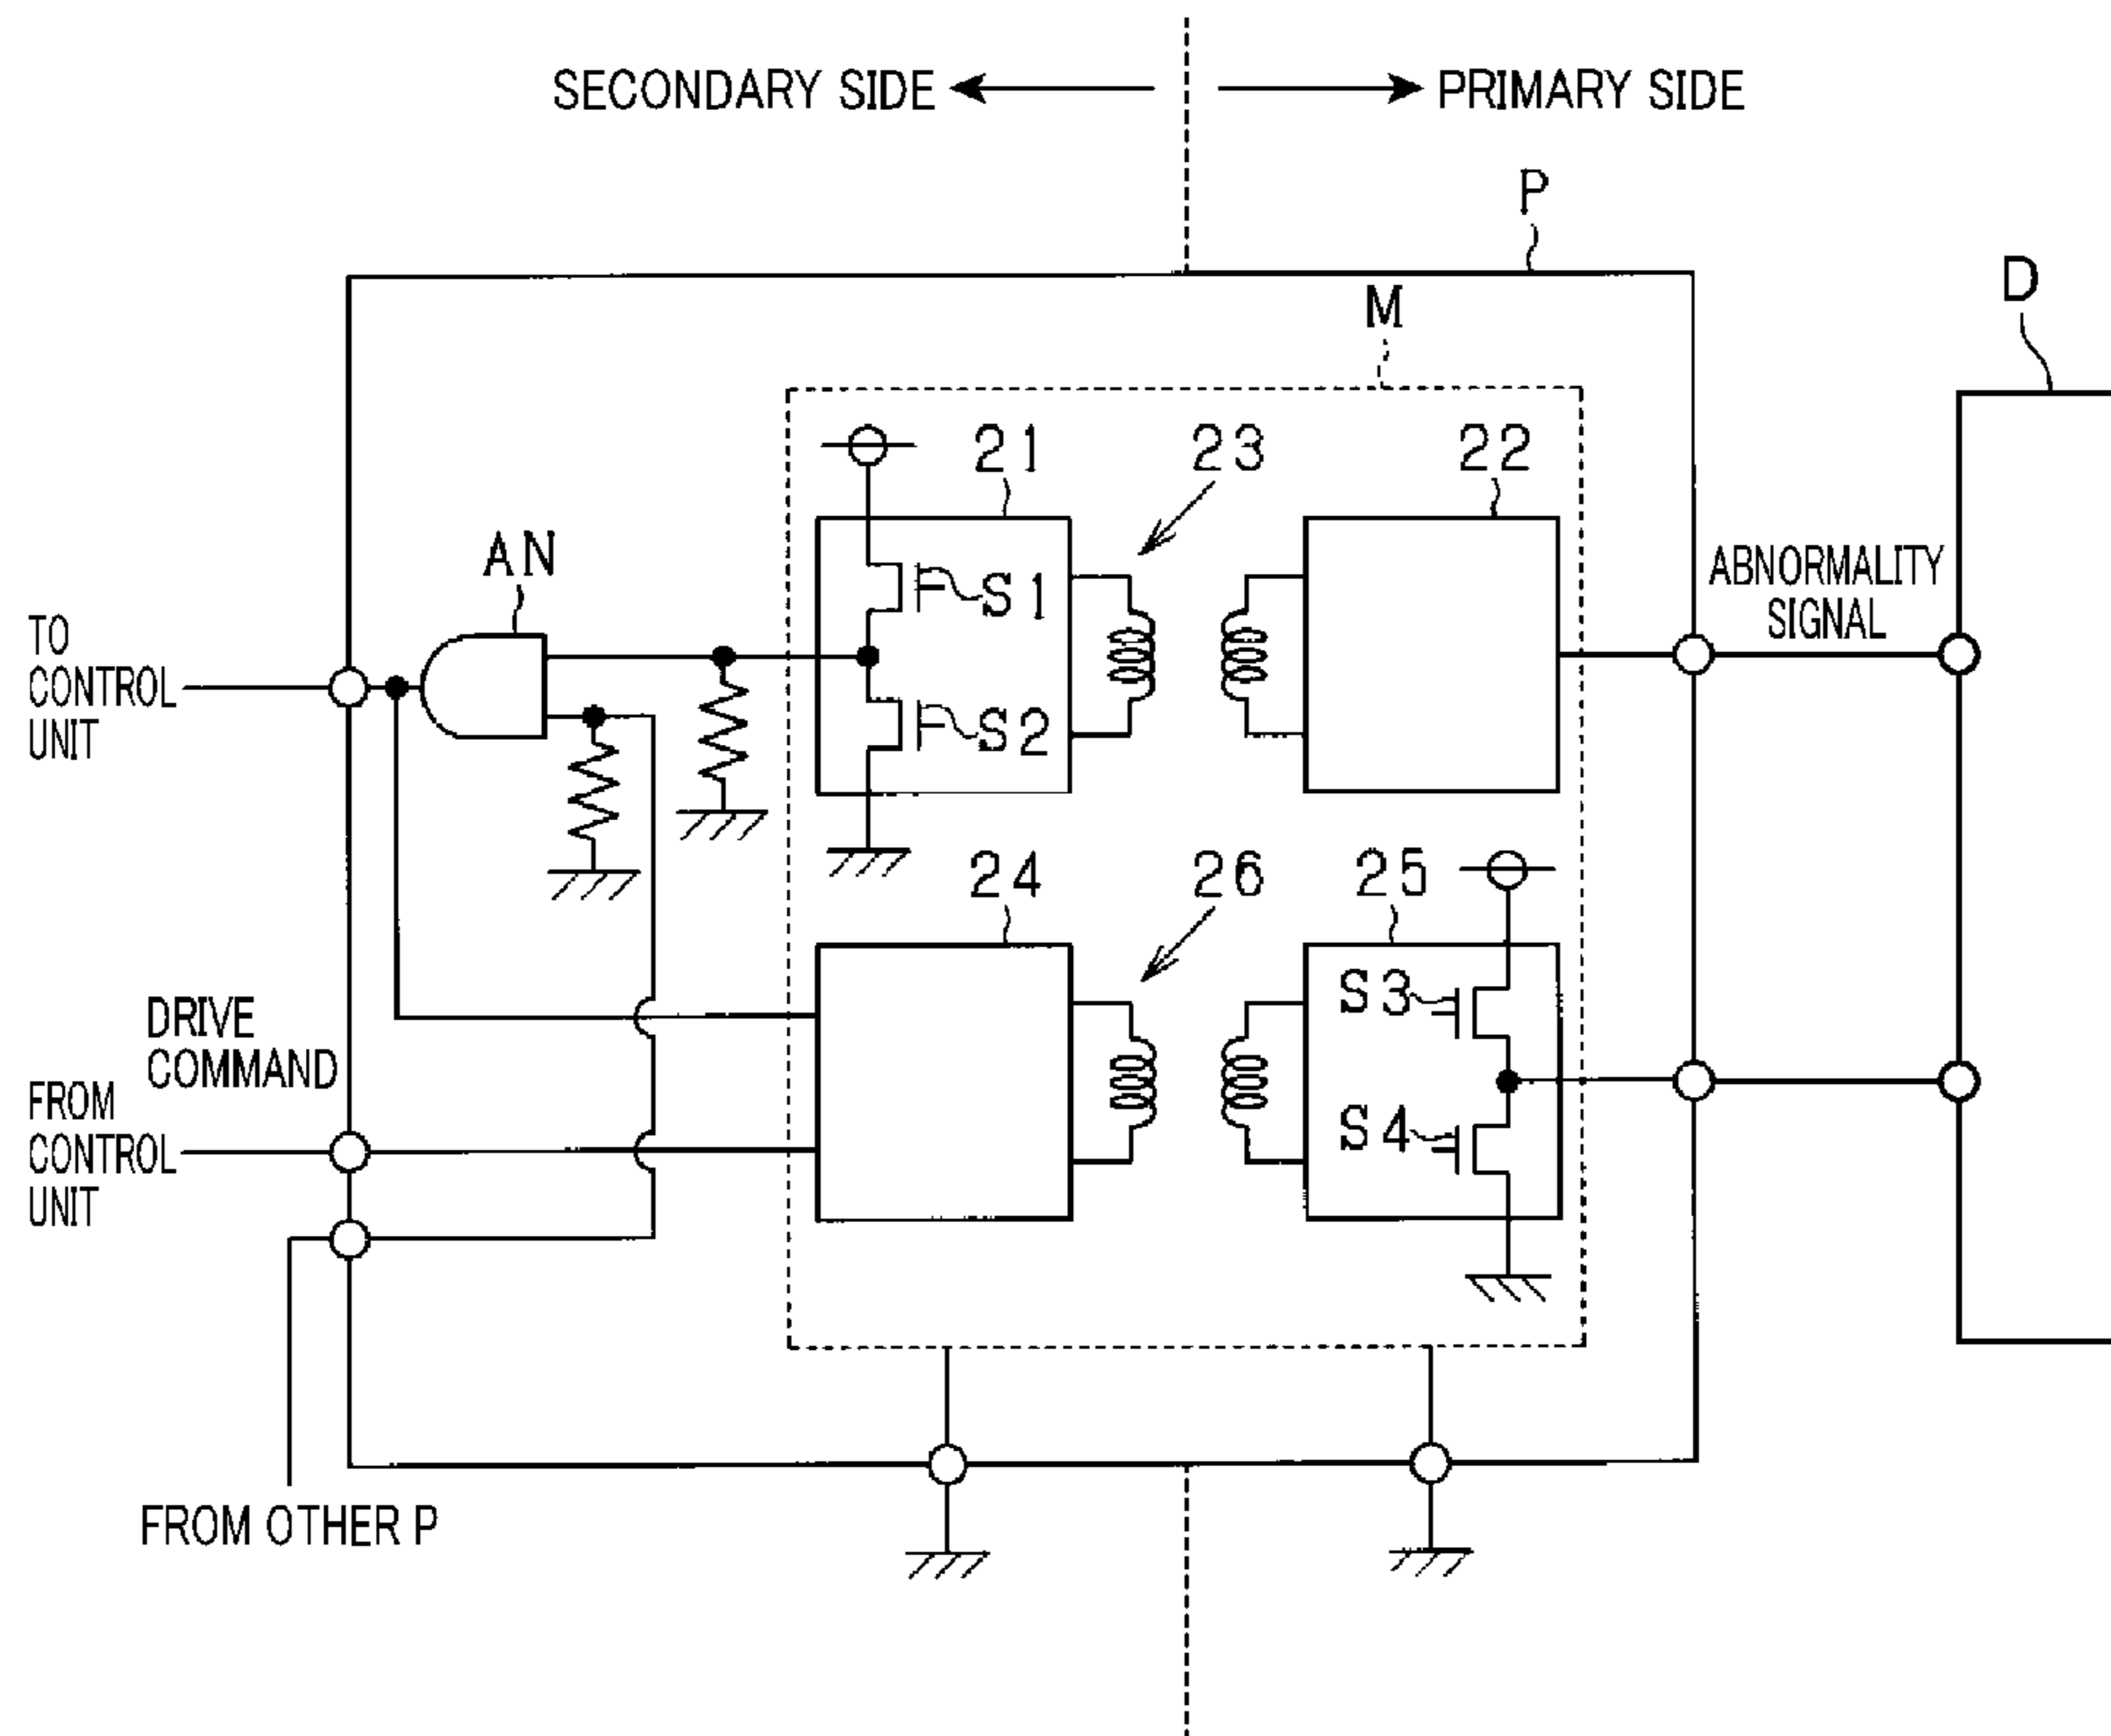 SECONDARY SIDE
PRIMARY SIDE
P
M
D
21
23
22
AN
S1
ABNORMALITY
SIGNAL
TO
CONTROL
UNIT
S2
24
26
25
S3
DRIVE
COMMAND
S4
FROM
CONTROL
UNIT
FROM OTHER P